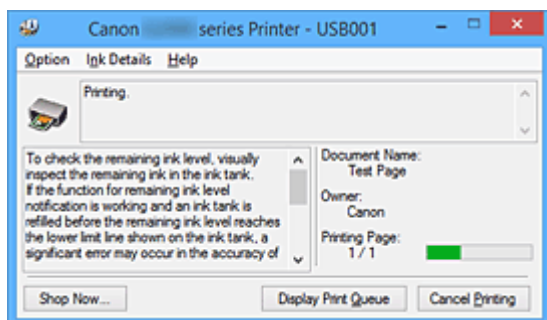 Canon series Printer - USB001
Option Ink Details Help
Printing.
To check the remaining ink level, visually
inspect the remaining ink in the ink tank.
If the function for remaining ink level
notification is working and an ink tank is
refilled before the remaining ink level reaches
the lower limit line shown on the ink tank, a
significant error may occur in the accuracy of
Document Name:
Test Page
Owner:
Canon
Printing Page:
1 / 1
Shop Now... Display Print Queue Cancel Printing